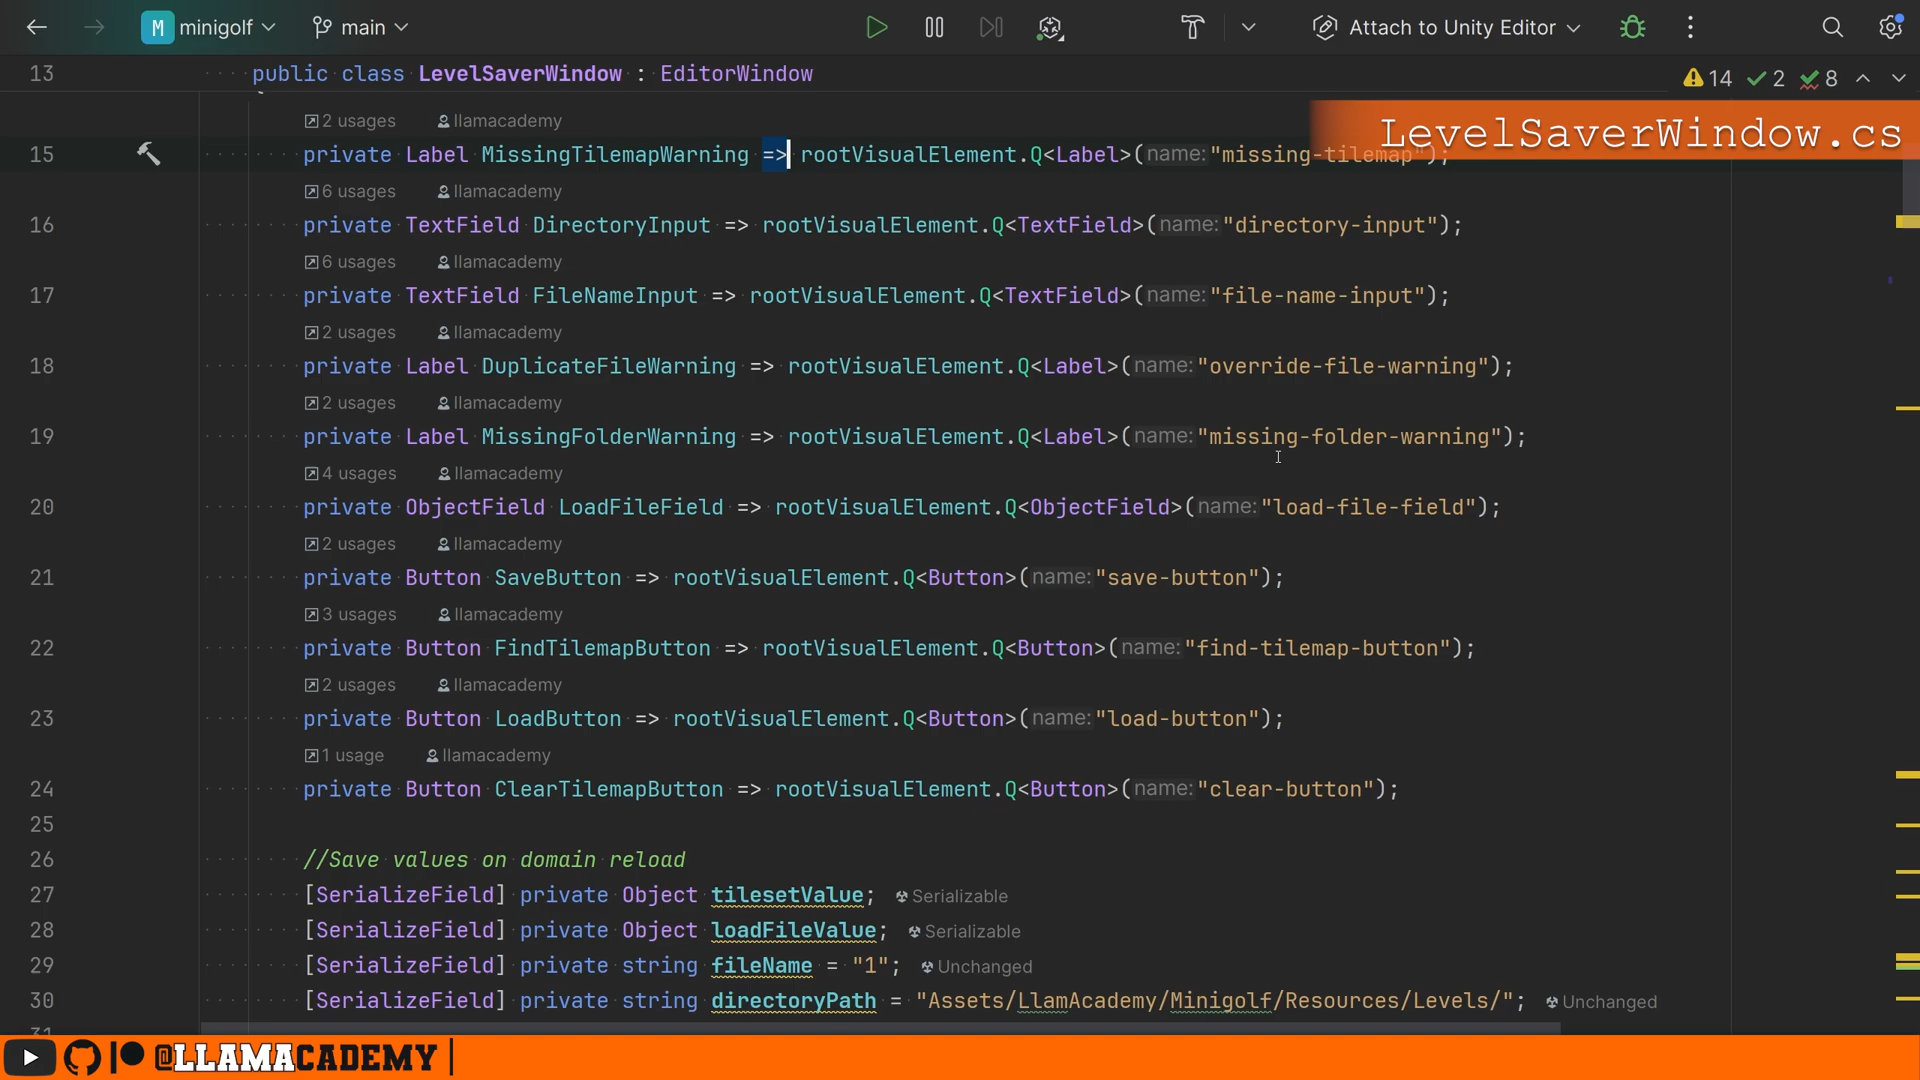 M minigolf main Attach to Unity Editor
13 public class LevelSaverWindow : EditorWindow 14 2 8
LevelSaverWindow.cs
2 usages llamacademy
15 private Label MissingTilemapWarning => rootVisualElement.Q<Label>(name:"missing-tilemap");
6 usages llamacademy
16 private TextField DirectoryInput => rootVisualElement.Q<TextField>(name:"directory-input");
6 usages llamacademy
17 private TextField FileNameInput => rootVisualElement.Q<TextField>(name:"file-name-input");
2 usages llamacademy
18 private Label DuplicateFileWarning => rootVisualElement.Q<Label>(name:"override-file-warning");
2 usages llamacademy
19 private Label MissingFolderWarning => rootVisualElement.Q<Label>(name:"missing-folder-warning");
4 usages llamacademy
20 private ObjectField LoadFileField => rootVisualElement.Q<ObjectField>(name:"load-file-field");
2 usages llamacademy
21 private Button SaveButton => rootVisualElement.Q<Button>(name:"save-button");
3 usages llamacademy
22 private Button FindTilemapButton => rootVisualElement.Q<Button>(name:"find-tilemap-button");
2 usages llamacademy
23 private Button LoadButton => rootVisualElement.Q<Button>(name:"load-button");
1 usage llamacademy
24 private Button ClearTilemapButton => rootVisualElement.Q<Button>(name:"clear-button");
25
26 //Save values on domain reload
27 [SerializeField] private Object tilesetValue; Serializable
28 [SerializeField] private Object loadFileValue; Serializable
29 [SerializeField] private string fileName = "1"; Unchanged
30 [SerializeField] private string directoryPath = "Assets/LlamAcademy/Minigolf/Resources/Levels/"; Unchanged
31
@LLAMACADEMY